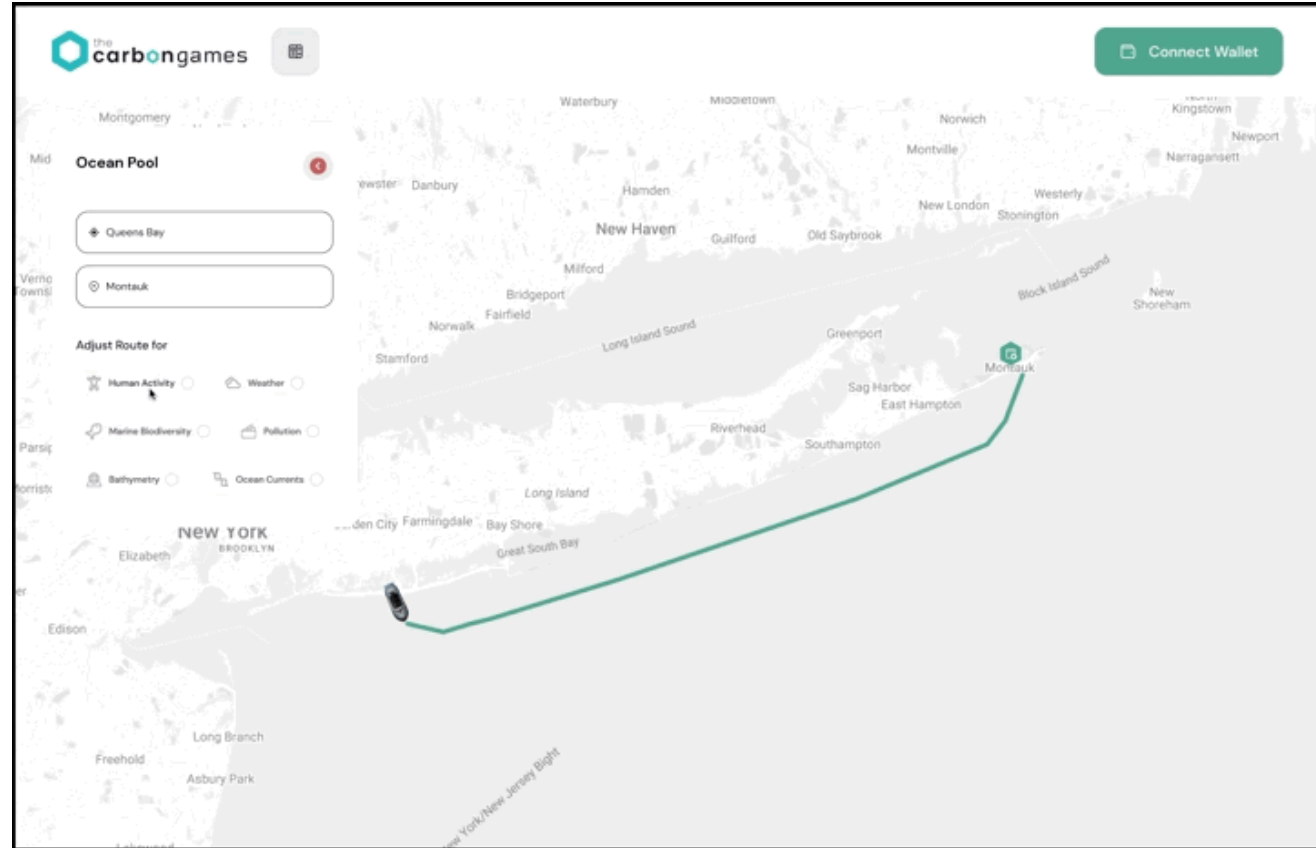 the
carbongames
Connect Wallet
Waterbury
Middletown
Kingstown
Montgomery
Norwich
Newport
Mid
Ocean Pool
Montville
Narragansett
Danbury
Hamden
Westerly
New London
Stonington
Queens Bay
New Haven
Guilford
Old Saybrook
Milford
Block Island Sound
Montauk
Bridgeport
New
Shoreham
Fairfield
Norwalk
Long Island Sound
Greenport
Adjust Route for
Stamford
Montauk
Human Activity
Weather
Sag Harbor
East Hampton
Marine Biodiversity
Pollution
Riverhead
Southampton
Bathymetry
Ocean Currents
Long Island
City
Farmingdale
Bay Shore
New York
BROOKLYN
Great South Bay
Elizabeth
Edison
Long Branch
Freehold
Asbury Park
York/New Jersey Bight
Lakewood